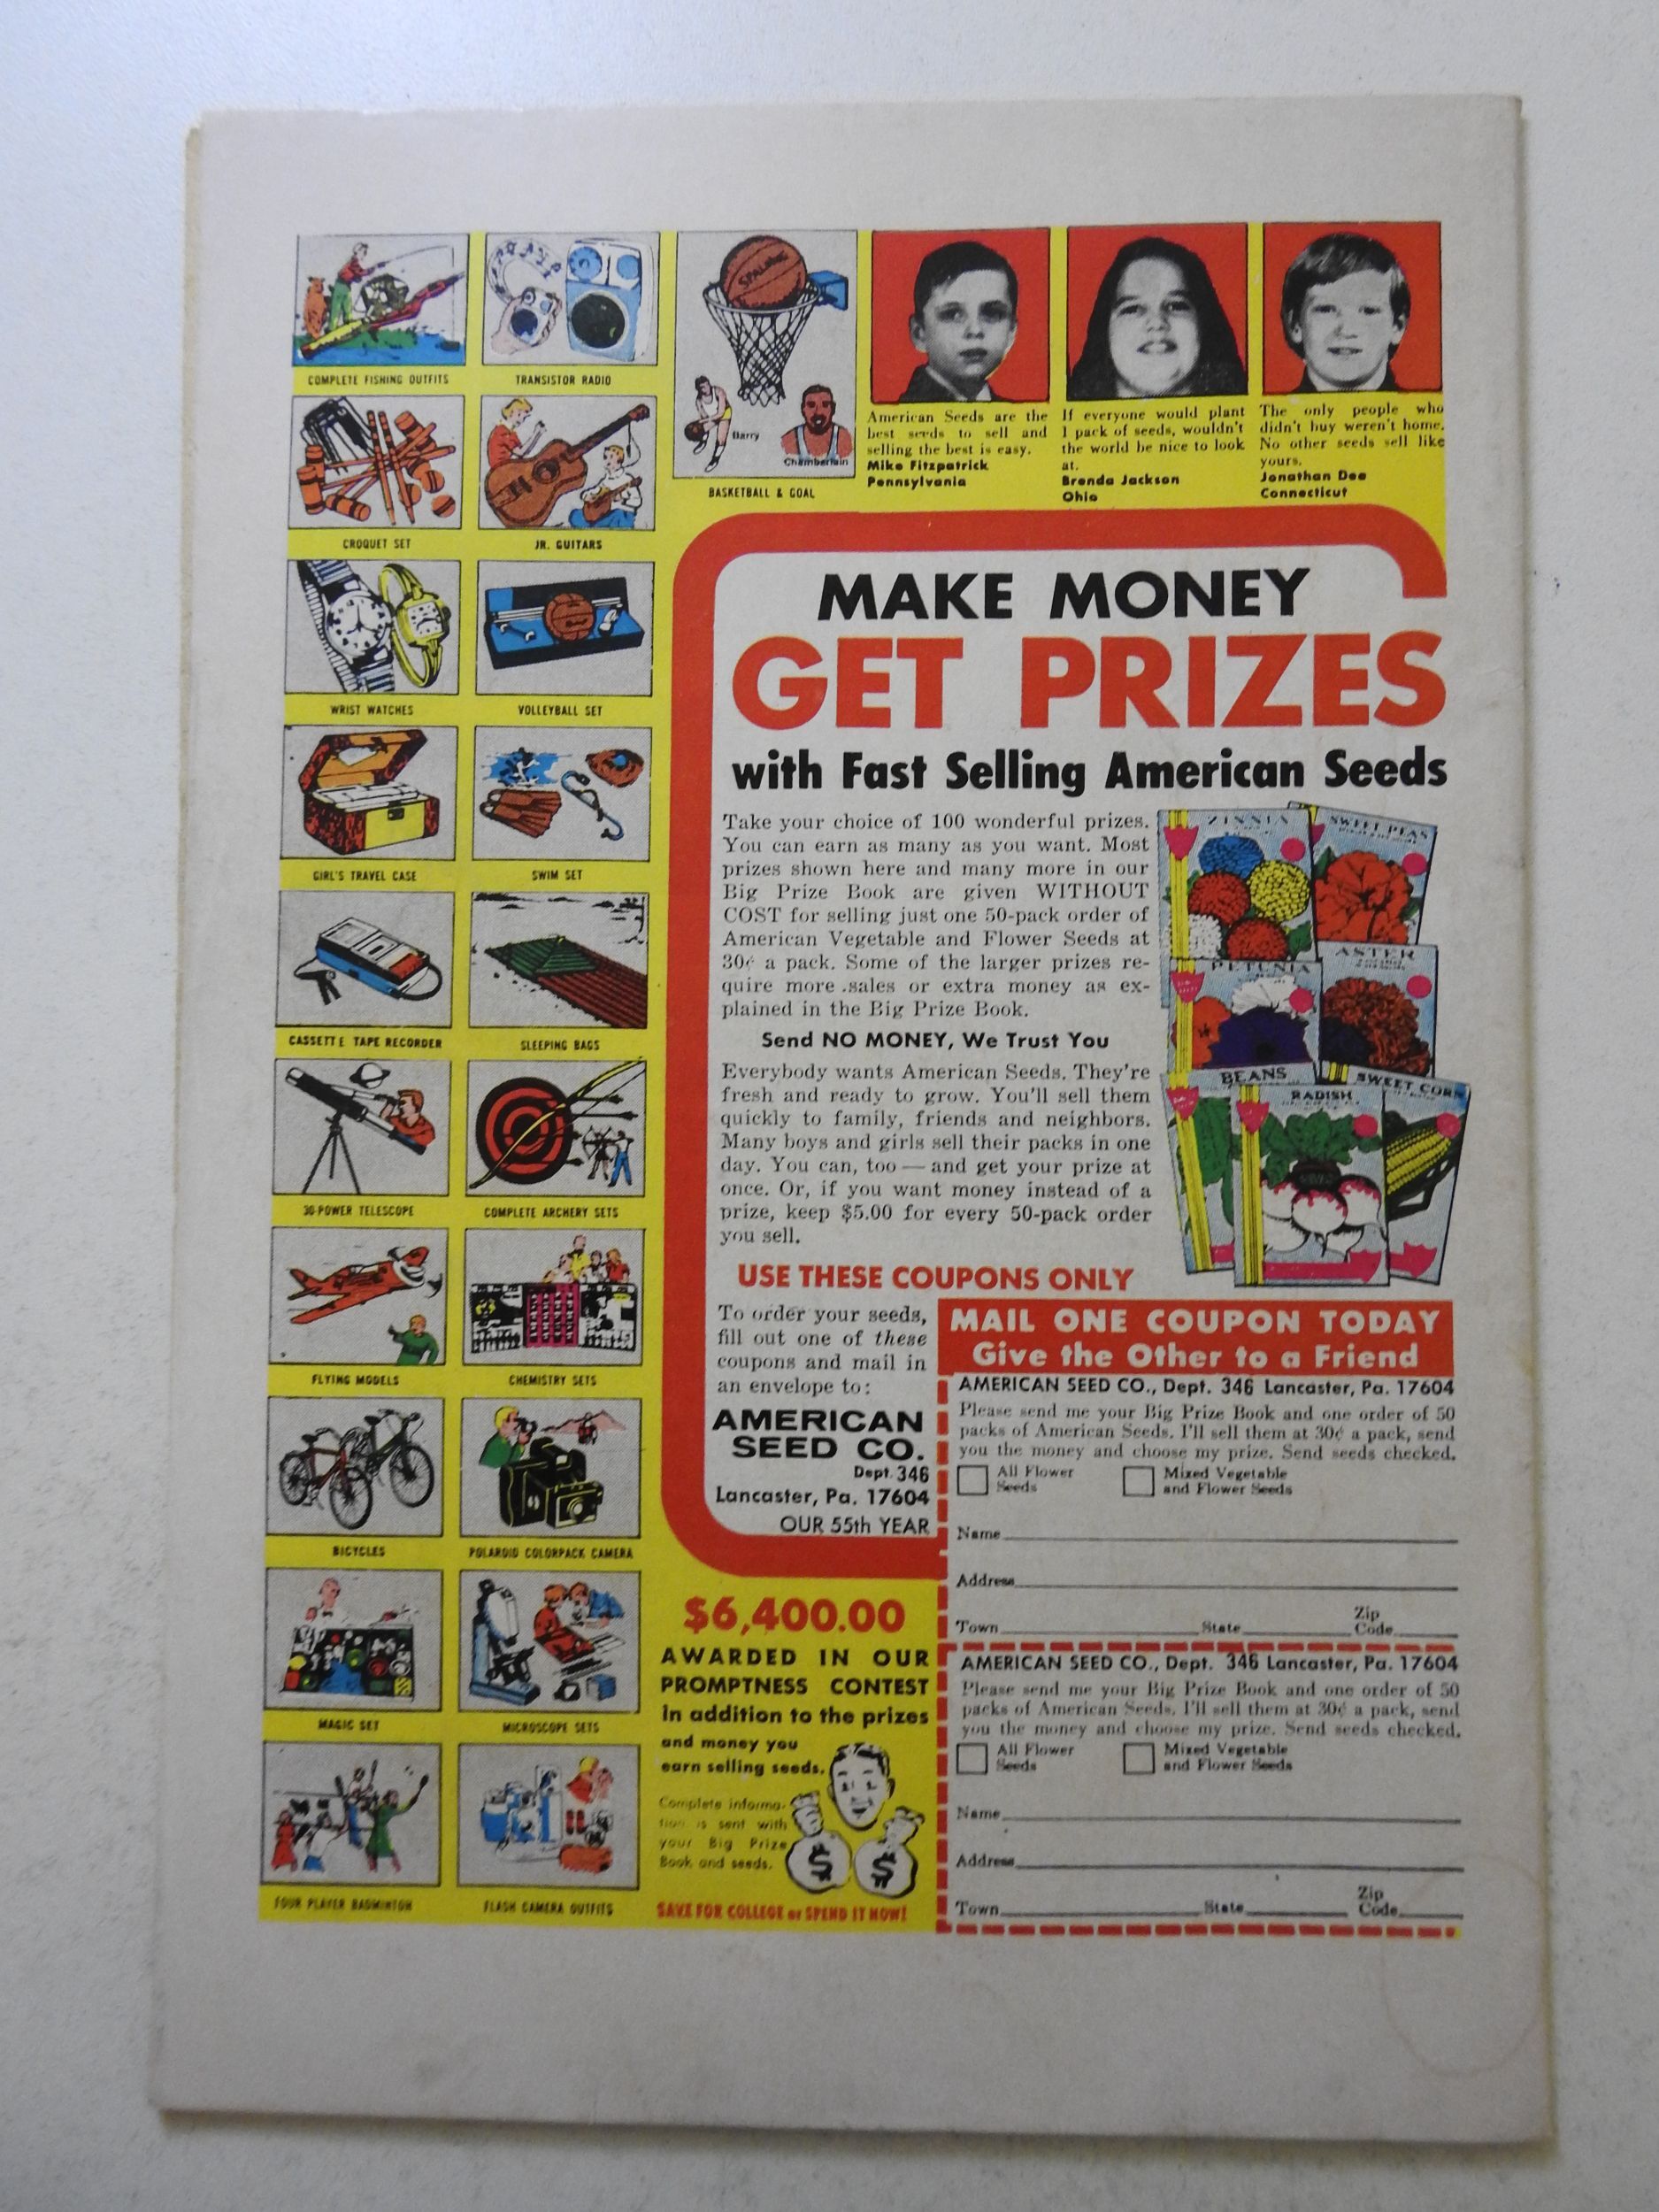 COMPLETE FISHING OUTFITS
TRANSISTOR RADIO
SPALDING
Barry
Chamberlain
BASKETBALL & GOAL
CROQUET SET
JR. GUITARS
WRIST WATCHES
VOLLEYBALL SET
GIRL'S TRAVEL CASE
SWIM SET
CASSETTE TAPE RECORDER
SLEEPING BAGS
30-POWER TELESCOPE
COMPLETE ARCHERY SETS
FLYING MODELS
CHEMISTRY SETS
BICYCLES
POLAROID COLORPACK CAMERA
MAGIC SET
MICROSCOPE SETS
FOUR PLAYER BADMINTON
FLASH CAMERA OUTFITS
American Seeds are the
best seeds to sell and
selling the best is easy.
Mike Fitzpatrick
Pennsylvania
If everyone would plant
1 pack of seeds, wouldn't
the world be nice to look
at.
Brenda Jackson
Ohio
The only people who
didn't buy weren't home.
No other seeds sell like
yours.
Jonathan Dee
Connecticut
MAKE MONEY
GET PRIZES
with Fast Selling American Seeds
Take your choice of 100 wonderful prizes.
You can earn as many as you want. Most
prizes shown here and many more in our
Big Prize Book are given WITHOUT
COST for selling just one 50-pack order of
American Vegetable and Flower Seeds at
30¢ a pack. Some of the larger prizes re-
quire more sales or extra money as ex-
plained in the Big Prize Book.
Send NO MONEY, We Trust You
Everybody wants American Seeds. They're
fresh and ready to grow. You'll sell them
quickly to family, friends and neighbors.
Many boys and girls sell their packs in one
day. You can, too — and get your prize at
once. Or, if you want money instead of a
prize, keep $5.00 for every 50-pack order
you sell.
ZINNIA
SWEET PEAS
PETUNIA
ASTER
BEANS
RADISH
SWEET CORN
USE THESE COUPONS ONLY
To order your seeds,
fill out one of these
coupons and mail in
an envelope to:
AMERICAN
SEED CO.
Dept. 346
Lancaster, Pa. 17604
OUR 55th YEAR
$6,400.00
AWARDED IN OUR
PROMPTNESS CONTEST
in addition to the prizes
and money you
earn selling seeds.
Complete informa-
tion is sent with
your Big Prize
Book and seeds.
$ $
SAVE FOR COLLEGE or SPEND IT NOW!
MAIL ONE COUPON TODAY
Give the Other to a Friend
AMERICAN SEED CO., Dept. 346 Lancaster, Pa. 17604
Please send me your Big Prize Book and one order of 50
packs of American Seeds. I'll sell them at 30¢ a pack, send
you the money and choose my prize. Send seeds checked.
All Flower Seeds
Mixed Vegetable and Flower Seeds
Name
Address
Town State Zip Code
AMERICAN SEED CO., Dept. 346 Lancaster, Pa. 17604
Please send me your Big Prize Book and one order of 50
packs of American Seeds. I'll sell them at 30¢ a pack, send
you the money and choose my prize. Send seeds checked.
All Flower Seeds
Mixed Vegetable and Flower Seeds
Name
Address
Town State Zip Code